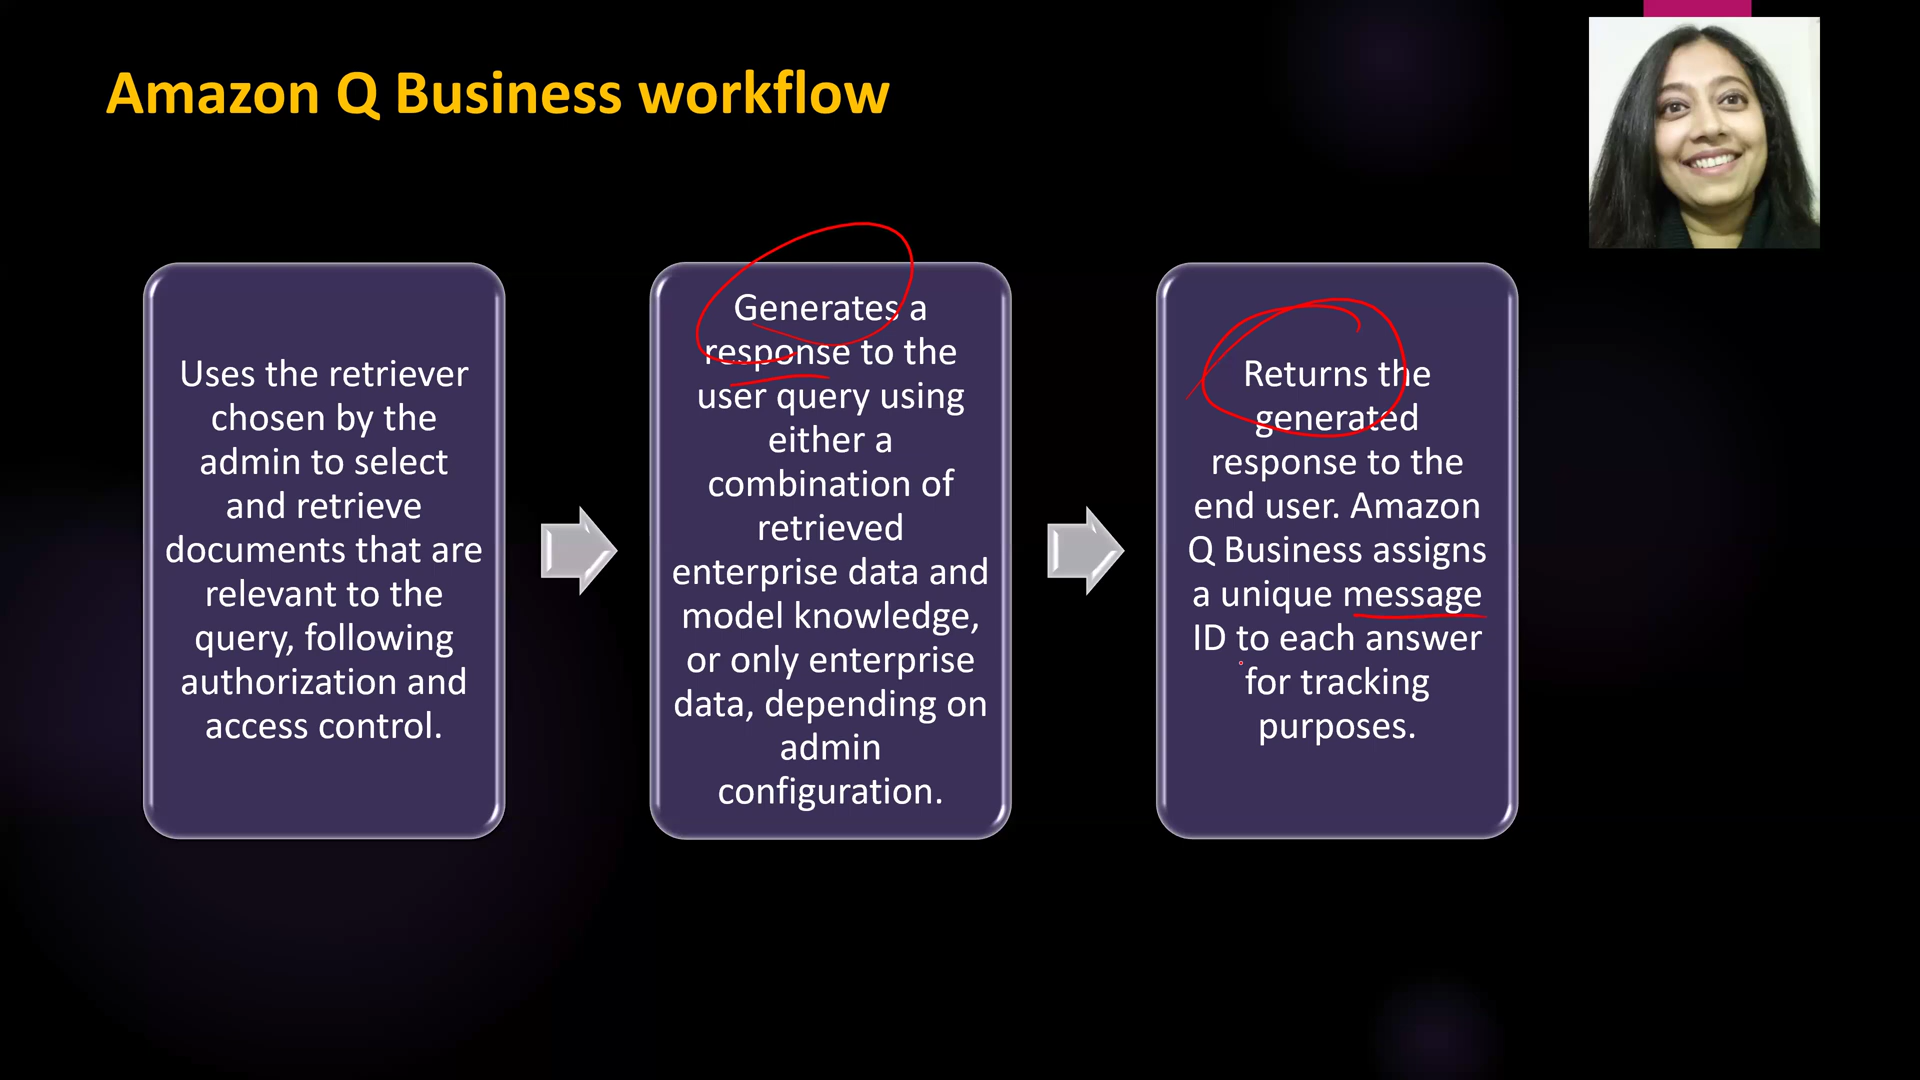 Amazon Q Business workflow
Uses the retriever
chosen by the
admin to select
and retrieve
documents that are
relevant to the
query, following
authorization and
access control.
Generates a
response to the
user query using
either a
combination of
retrieved
enterprise data and
model knowledge,
or only enterprise
data, depending on
admin
configuration.
Returns the
generated
response to the
end user. Amazon
Q Business assigns
a unique message
ID to each answer
for tracking
purposes.